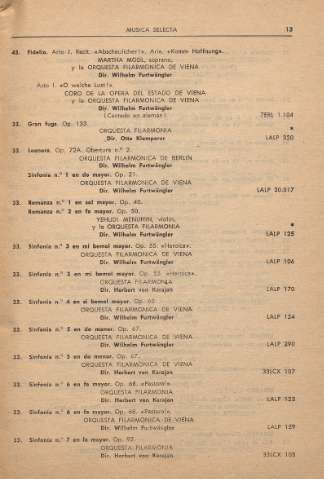 MUSICA SELECTA 13
45. Fidelio. Acto I. Recit. «Abscheulicher!». Aria. «Komm Hoffnung».
MARTHA MÖDL, soprano,
y la ORQUESTA FILARMONICA DE VIENA
Dir. Wilhelm Furtwängler
Acto I. «O welche Lust!».
CORO DE LA OPERA DEL ESTADO DE VIENA
y la ORQUESTA FILARMONICA DE VIENA
Dir. Wilhelm Furtwängler
(Cantado en alemán) 7ERL 1.104
33. Gran fuga. Op. 133. *
ORQUESTA FILARMONIA
Dir. Otto Klemperer LALP 350
33. Leonora. Op. 72A. Obertura n.º 2.
ORQUESTA FILARMONICA DE BERLIN
Dir. Wilhelm Furtwängler
Sinfonía n.º 1 en do mayor. Op. 21.
ORQUESTA FILARMONICA DE VIENA
Dir. Wilhelm Furtwängler LALP 30.017
33. Romanza n.º 1 en sol mayor. Op. 40.
Romanza n.º 2 en fa mayor. Op. 50.
YEHUDI MENUHIN, violín, *
y la ORQUESTA FILARMONIA
Dir. Wilhelm Furtwängler LALP 125
33. Sinfonía n.º 3 en mi bemol mayor. Op. 55. «Heroica».
ORQUESTA FILARMONICA DE VIENA
Dir. Wilhelm Furtwängler LALP 106
33. Sinfonía n.º 3 en mi bemol mayor. Op. 55. «Heroica».
ORQUESTA FILARMONIA
Dir. Herbert von Karajan LALP 170
33. Sinfonía n.º 4 en si bemol mayor. Op. 60.
ORQUESTA FILARMONICA DE VIENA
Dir. Wilhelm Furtwängler LALP 134
33. Sinfonía n.º 5 en do menor. Op. 67.
ORQUESTA FILARMONICA DE VIENA
Dir. Wilhelm Furtwängler LALP 290
33. Sinfonía n.º 5 en do menor. Op. 67.
ORQUESTA FILARMONICA DE VIENA
Dir. Herbert von Karajan 33LCX 107
33. Sinfonía n.º 6 en fa mayor. Op. 68. «Pastoral».
ORQUESTA FILARMONIA
Dir. Herbert von Karajan LALP
33. Sinfonía n.º 6 en fa mayor. Op. 68. «Pastoral».
ORQUESTA FILARMONICA DE VIENA
Dir. Wilhelm Furtwängler LALP 159
33. Sinfonía n.º 7 en la mayor. Op. 92.
ORQUESTA FILARMONIA
Dir. Herbert von Karajan 33LCX 105